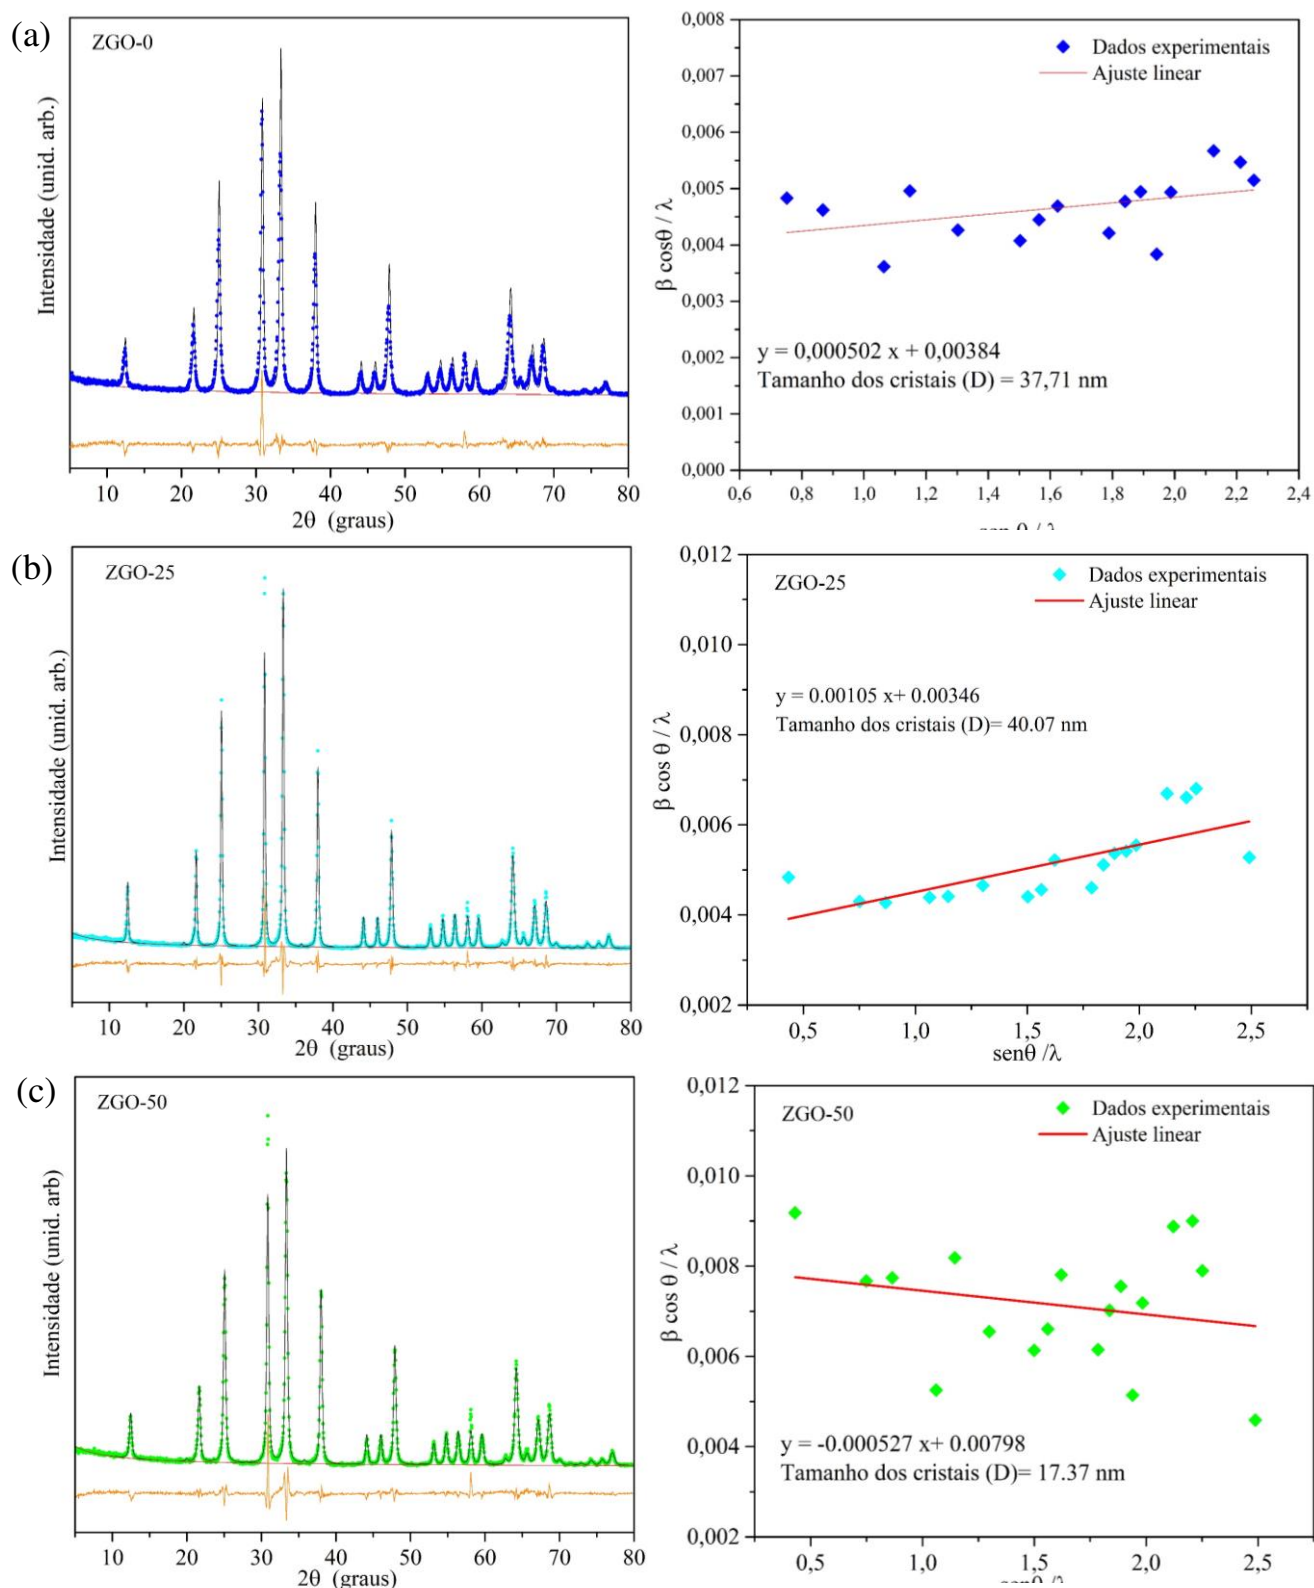 (a)
ZGO-0
Intensidade (unid. arb.)
10 20 30 40 50 60 70 80
2θ (graus)
0,008
0,007
0,006
0,005
0,004
0,003
0,002
0,001
0,000
β cosθ / λ
Dados experimentais
Ajuste linear
y = 0,000502 x + 0,00384
Tamanho dos cristais (D) = 37,71 nm
0,6 0,8 1,0 1,2 1,4 1,6 1,8 2,0 2,2 2,4
sen θ / λ
(b)
ZGO-25
Intensidade (unid. arb.)
10 20 30 40 50 60 70 80
2θ (graus)
0,012
0,010
0,008
0,006
0,004
0,002
β cos θ / λ
ZGO-25
Dados experimentais
Ajuste linear
y = 0.00105 x+ 0.00346
Tamanho dos cristais (D)= 40.07 nm
0,5 1,0 1,5 2,0 2,5
senθ /λ
(c)
ZGO-50
Intensidade (unid. arb)
10 20 30 40 50 60 70 80
2θ (graus)
0,012
0,010
0,008
0,006
0,004
0,002
β cos θ / λ
ZGO-50
Dados experimentais
Ajuste linear
y = -0.000527 x+ 0.00798
Tamanho dos cristais (D)= 17.37 nm
0,5 1,0 1,5 2,0 2,5
senθ /λ